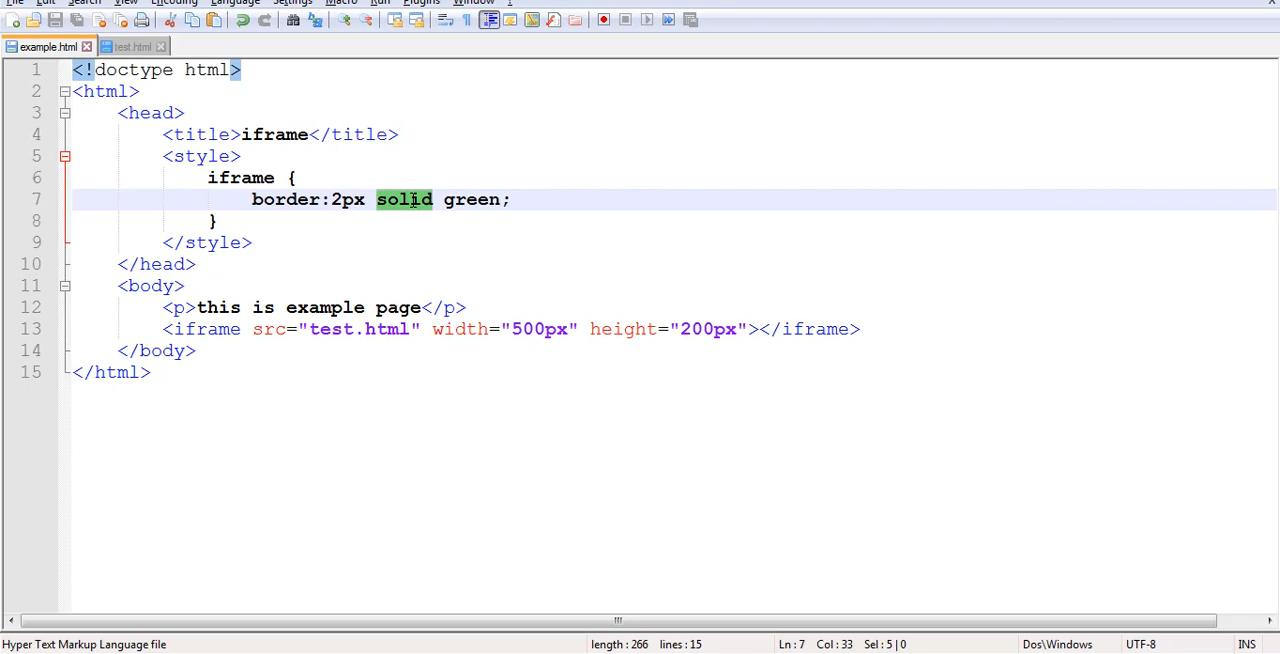 File Edit Search View Encoding Language Settings Macro Run Plugins Window ?
example.html test.html
1 <!doctype html>
2 <html>
3 <head>
4 <title>iframe</title>
5 <style>
6 iframe {
7 border:2px solid green;
8 }
9 </style>
10 </head>
11 <body>
12 <p>this is example page</p>
13 <iframe src="test.html" width="500px" height="200px"></iframe>
14 </body>
15 </html>
Hyper Text Markup Language file length : 266 lines : 15 Ln : 7 Col : 33 Sel : 5 | 0 Dos\Windows UTF-8 INS